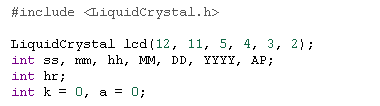 #include <LiquidCrystal.h>
LiquidCrystal lcd(12, 11, 5, 4, 3, 2);
int ss, mm, hh, MM, DD, YYYY, AP;
int hr;
int k = 0, a = 0;